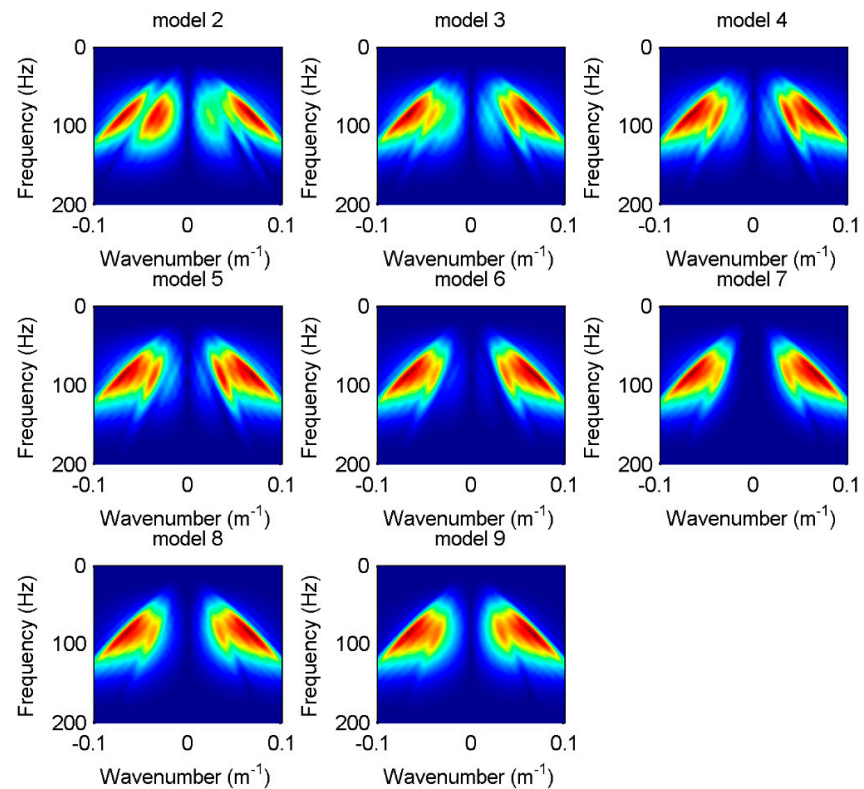 model 2
model 3
model 4
0
100
200
Frequency (Hz)
-0.1
0
0.1
Wavenumber (m⁻¹)
0
100
200
Frequency (Hz)
-0.1
0
0.1
Wavenumber (m⁻¹)
0
100
200
Frequency (Hz)
-0.1
0
0.1
Wavenumber (m⁻¹)
model 5
model 6
model 7
0
100
200
Frequency (Hz)
-0.1
0
0.1
Wavenumber (m⁻¹)
0
100
200
Frequency (Hz)
-0.1
0
0.1
Wavenumber (m⁻¹)
0
100
200
Frequency (Hz)
-0.1
0
0.1
Wavenumber (m⁻¹)
model 8
model 9
0
100
200
Frequency (Hz)
-0.1
0
0.1
Wavenumber (m⁻¹)
0
100
200
Frequency (Hz)
-0.1
0
0.1
Wavenumber (m⁻¹)